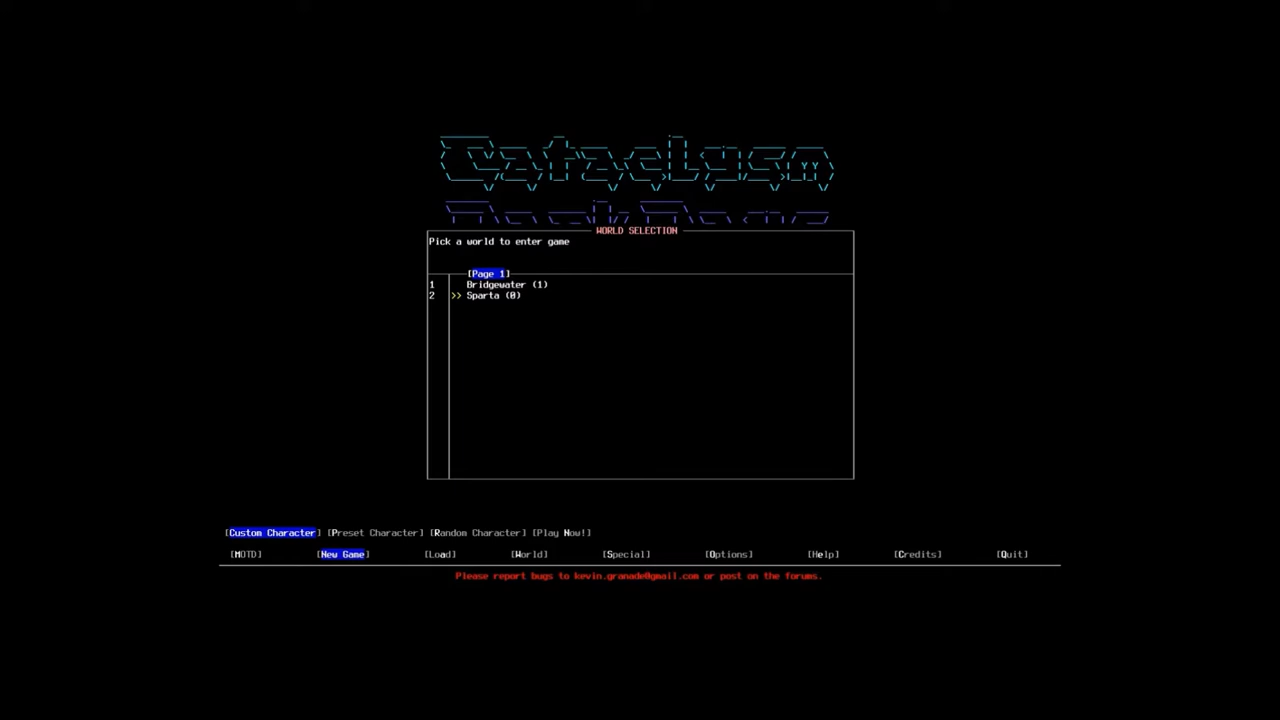 Cataclysm
WORLD SELECTION
Pick a world to enter game
[Page 1]
1 Bridgewater (1)
2 >> Sparta (0)
[Custom Character] [Preset Character] [Random Character] [Play Now!]
[MOTD] [New Game] [Load] [World] [Special] [Options] [Help] [Credits] [Quit]
Please report bugs to kevin.granade@gmail.com or post on the forums.